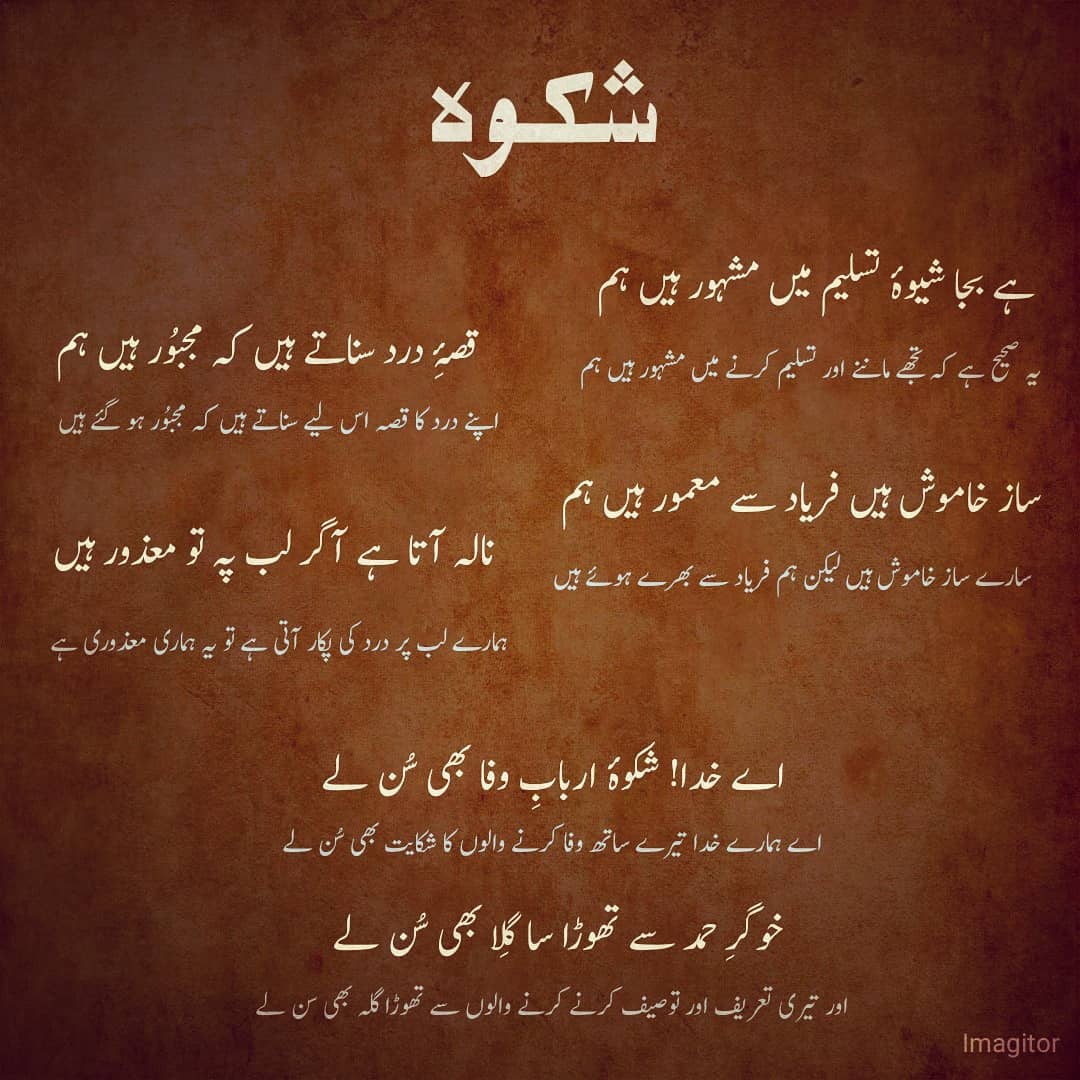 شکوہ
ہے بجا شیوۂ تسلیم میں مشہور ہیں ہم
یہ صحیح ہے کہ تجھے ماننے اور تسلیم کرنے میں مشہور ہیں ہم
قصۂِ درد سناتے ہیں کہ مجبُور ہیں ہم
اپنے درد کا قصہ اس لیے سناتے ہیں کہ مجبُور ہو گئے ہیں
ساز خاموش ہیں فریاد سے معمور ہیں ہم
سارے ساز خاموش ہیں لیکن ہم فریاد سے بھرے ہوئے ہیں
نالہ آتا ہے آگر لب پہ تو معذور ہیں
ہمارے لب پر درد کی پکار آتی ہے تو یہ ہماری معذوری ہے
اے خدا! شکوۂ اربابِ وفا بھی سُن لے
اے ہمارے خدا تیرے ساتھ وفا کرنے والوں کا شکایت بھی سُن لے
خوگرِ حمد سے تھوڑا سا گِلا بھی سُن لے
اور تیری تعریف اور توصیف کرنے کرنے والوں سے تھوڑا گلہ بھی سن لے
Imagitor